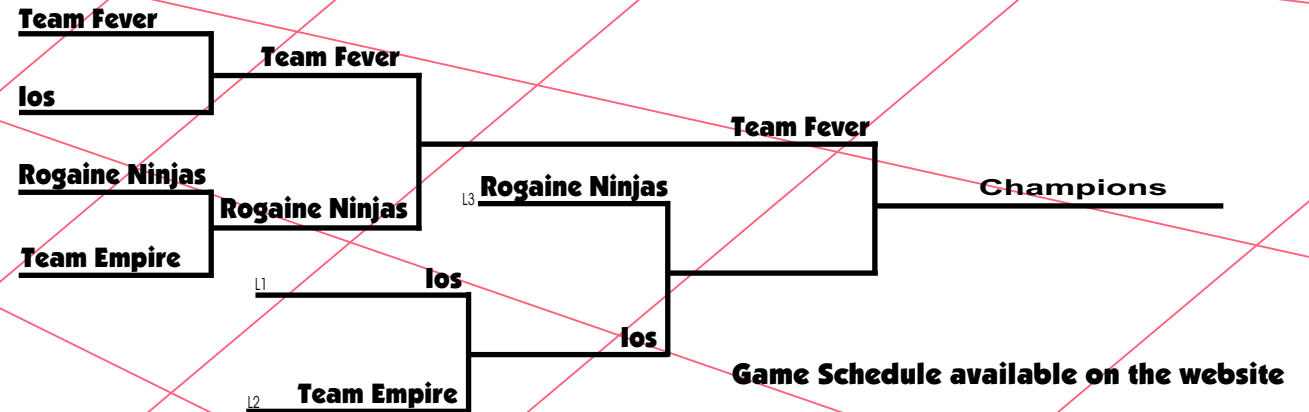 Team Fever
Team Fever
Ios
Team Fever
Rogaine Ninjas
L3 Rogaine Ninjas
Champions
Rogaine Ninjas
Team Empire
L1 Ios
Ios
Game Schedule available on the website
L2 Team Empire